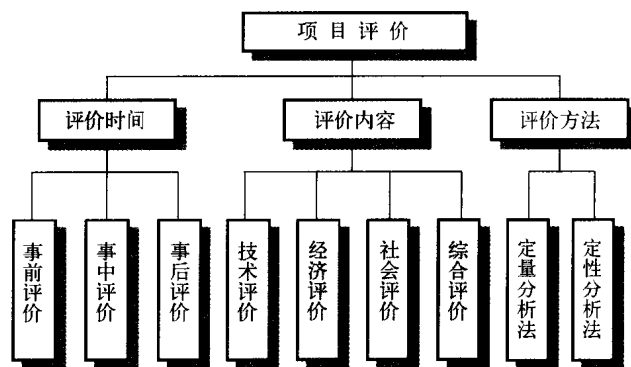 项目评价
评价时间
评价内容
评价方法
事前评价
事中评价
事后评价
技术评价
经济评价
社会评价
综合评价
定量分析法
定性分析法